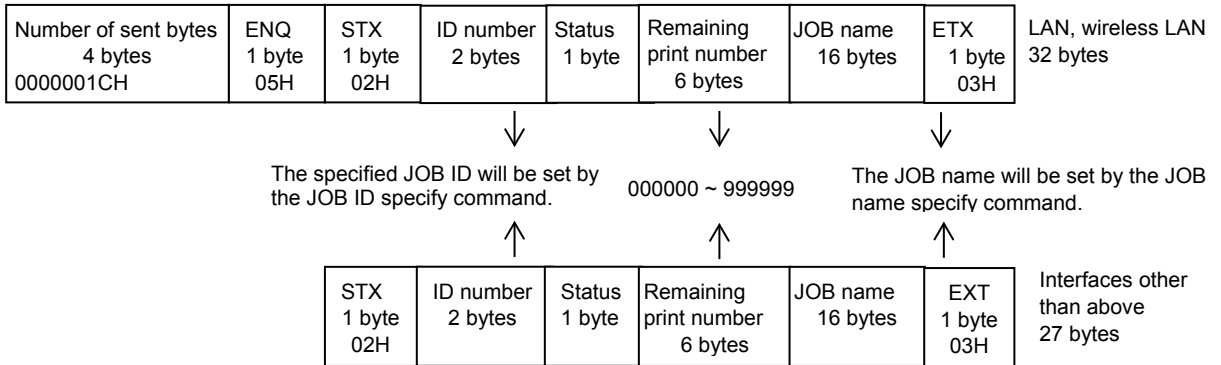 Number of sent bytes
4 bytes
0000001CH
ENQ
1 byte
05H
STX
1 byte
02H
ID number
2 bytes
Status
1 byte
Remaining
print number
6 bytes
JOB name
16 bytes
ETX
1 byte
03H
LAN, wireless LAN
32 bytes
The specified JOB ID will be set by
the JOB ID specify command.
000000 ~ 999999
The JOB name will be set by the JOB
name specify command.
STX
1 byte
02H
ID number
2 bytes
Status
1 byte
Remaining
print number
6 bytes
JOB name
16 bytes
EXT
1 byte
03H
Interfaces other
than above
27 bytes